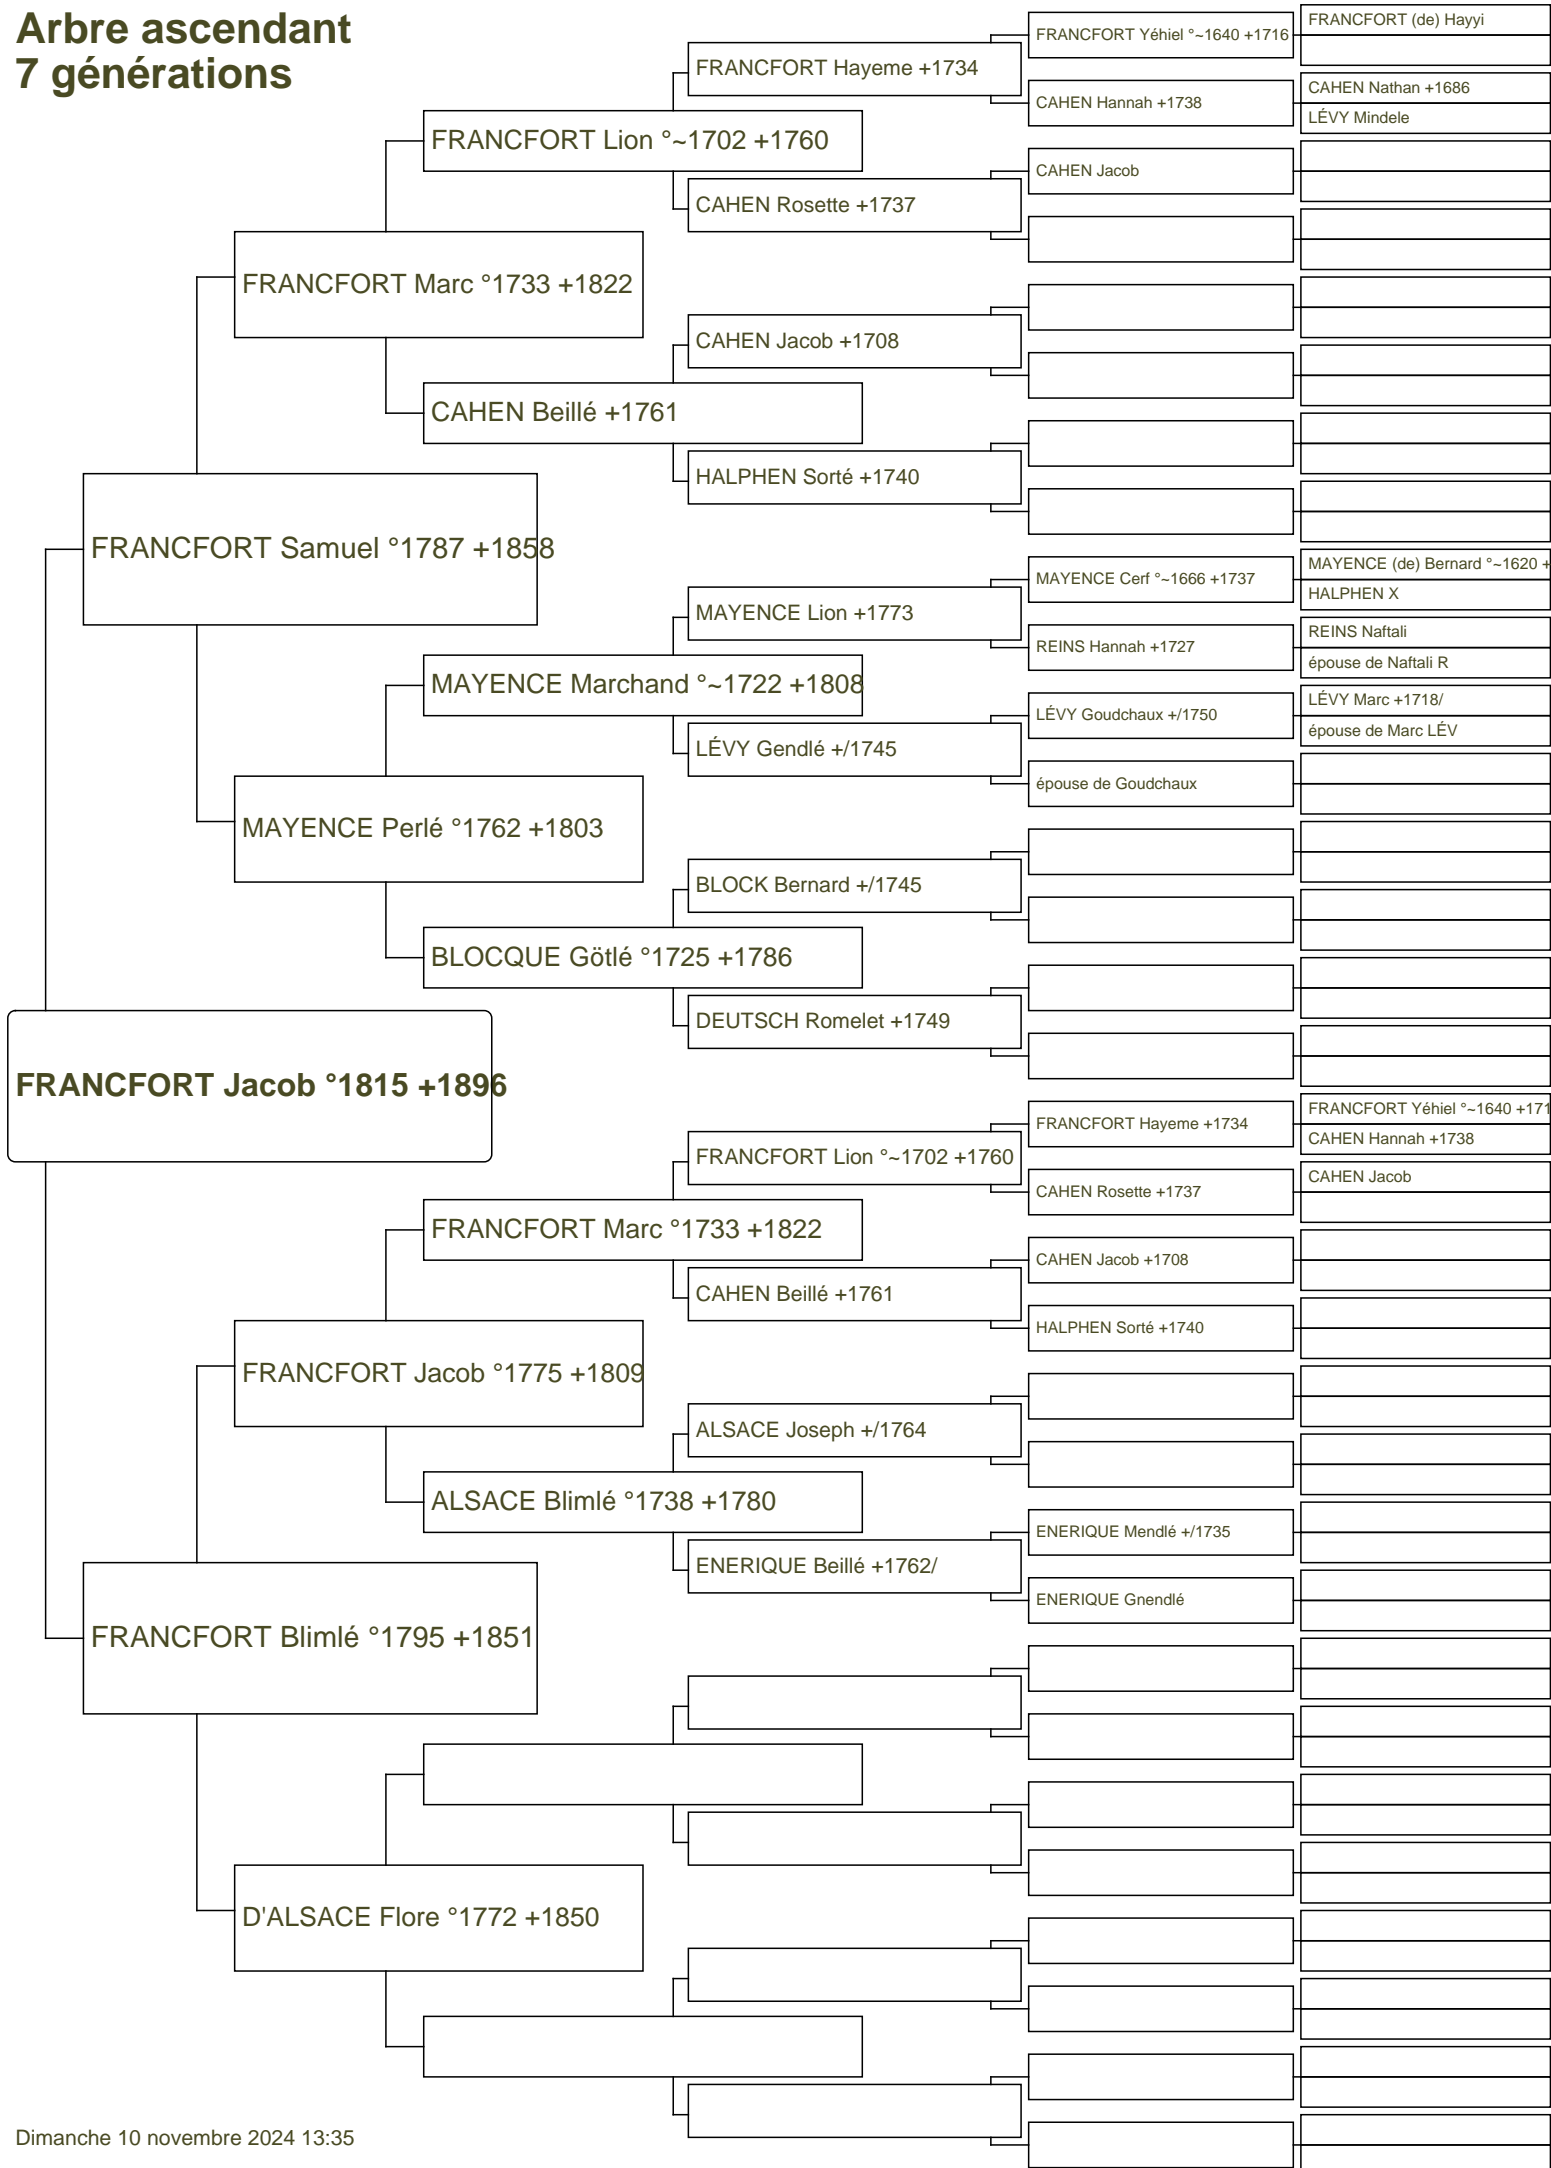 Arbre ascendant
7 générations
FRANCFORT (de) Hayyi
FRANCFORT Yéhiel °~1640 +1716
FRANCFORT Hayeme +1734
CAHEN Nathan +1686
CAHEN Hannah +1738
LÉVY Mindele
FRANCFORT Lion °~1702 +1760
CAHEN Jacob
CAHEN Rosette +1737
FRANCFORT Marc °1733 +1822
CAHEN Jacob +1708
CAHEN Beillé +1761
HALPHEN Sorté +1740
FRANCFORT Samuel °1787 +1858
MAYENCE (de) Bernard °~1620 +
MAYENCE Cerf °~1666 +1737
HALPHEN X
MAYENCE Lion +1773
REINS Naftali
REINS Hannah +1727
épouse de Naftali R
MAYENCE Marchand °~1722 +1808
LÉVY Marc +1718/
LÉVY Goudchaux +/1750
épouse de Marc LÉV
LÉVY Gendlé +/1745
épouse de Goudchaux
MAYENCE Perlé °1762 +1803
BLOCK Bernard +/1745
BLOCQUE Götlé °1725 +1786
DEUTSCH Romelet +1749
FRANCFORT Jacob °1815 +1896
FRANCFORT Yéhiel °~1640 +171
FRANCFORT Hayeme +1734
CAHEN Hannah +1738
FRANCFORT Lion °~1702 +1760
CAHEN Jacob
CAHEN Rosette +1737
FRANCFORT Marc °1733 +1822
CAHEN Jacob +1708
CAHEN Beillé +1761
HALPHEN Sorté +1740
FRANCFORT Jacob °1775 +1809
ALSACE Joseph +/1764
ALSACE Blimlé °1738 +1780
ENERIQUE Mendlé +/1735
ENERIQUE Beillé +1762/
ENERIQUE Gnendlé
FRANCFORT Blimlé °1795 +1851
D'ALSACE Flore °1772 +1850
Dimanche 10 novembre 2024 13:35